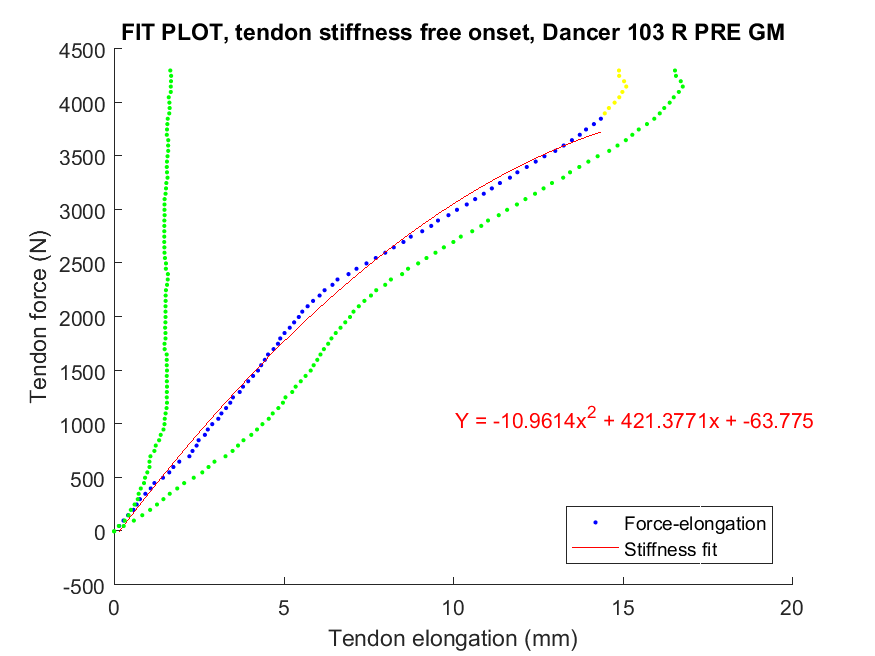 FIT PLOT, tendon stiffness free onset, Dancer 103 R PRE GM
4500
4000
3500
3000
2500
2000
1500
1000
500
0
-500
Tendon force (N)
Y = -10.9614x² + 421.3771x + -63.775
Force-elongation
Stiffness fit
0 5 10 15 20
Tendon elongation (mm)